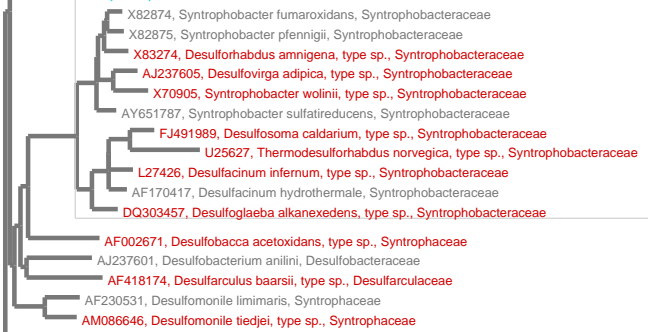 X82874, Syntrophobacter fumaroxidans, Syntrophobacteraceae
X82875, Syntrophobacter pfennigii, Syntrophobacteraceae
X83274, Desulforhabdus amnigena, type sp., Syntrophobacteraceae
AJ237605, Desulfovirga adipica, type sp., Syntrophobacteraceae
X70905, Syntrophobacter wolinii, type sp., Syntrophobacteraceae
AY651787, Syntrophobacter sulfatireducens, Syntrophobacteraceae
FJ491989, Desulfosoma caldarium, type sp., Syntrophobacteraceae
U25627, Thermodesulforhabdus norvegica, type sp., Syntrophobacteraceae
L27426, Desulfacinum infernum, type sp., Syntrophobacteraceae
AF170417, Desulfacinum hydrothermale, Syntrophobacteraceae
DQ303457, Desulfoglaeba alkanexedens, type sp., Syntrophobacteraceae
AF002671, Desulfobacca acetoxidans, type sp., Syntrophaceae
AJ237601, Desulfobacterium anilini, Desulfobacteraceae
AF418174, Desulfarculus baarsii, type sp., Desulfarculaceae
AF230531, Desulfomonile limimaris, Syntrophaceae
AM086646, Desulfomonile tiedjei, type sp., Syntrophaceae